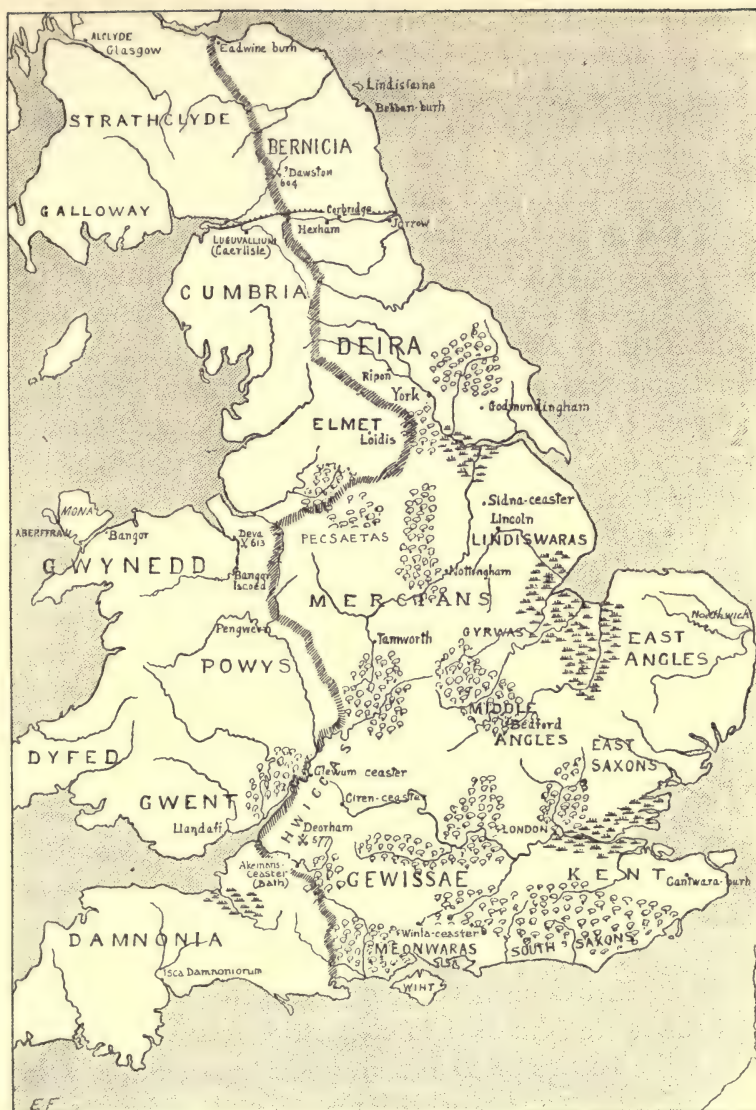 ALCLYDE
Glasgow
Eadwine burh
Lindisfarne
Bebban-burh
STRATHCLYDE
BERNICIA
?Dawston
604
GALLOWAY
Corbridge
Hexham
Jarrow
LUGUVALLIUM
(Caerlisle)
CUMBRIA
DEIRA
Ripon
York
Godmundingham
ELMET
Loidis
Sidna-ceaster
Lincoln
LINDISWARAS
MONA
ABERFFRAW
Bangor
Deva
X 613
PECSAETAS
GWYNEDD
Bangor
Iscoed
Nottingham
MERCIANS
Northwich
Pengwern
Tamworth
GYRWAS
EAST
ANGLES
POWYS
MIDDLE
Bedford
ANGLES
DYFED
EAST
SAXONS
Glewum ceaster
GWENT
HWICCAS
Ciren-ceaster
Llandaff
Deorham
X 577
LONDON
Akemans-
ceaster
(Bath)
GEWISSAE
KENT
Cantwara-burh
DAMNONIA
Winta-ceaster
MEONWARAS
SOUTH SAXONS
Isca Damnoniorum
WIHT
E.F.